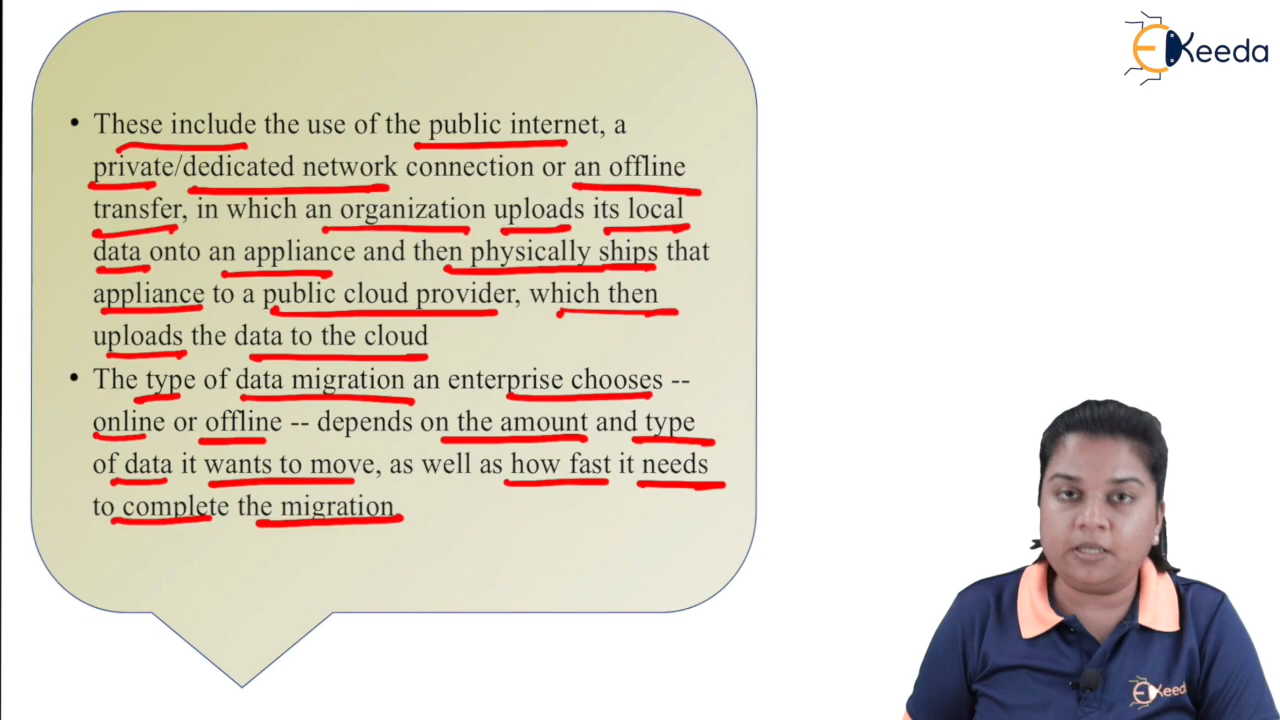 EKeeda
• These include the use of the public internet, a
private/dedicated network connection or an offline
transfer, in which an organization uploads its local
data onto an appliance and then physically ships that
appliance to a public cloud provider, which then
uploads the data to the cloud
• The type of data migration an enterprise chooses --
online or offline -- depends on the amount and type
of data it wants to move, as well as how fast it needs
to complete the migration.
EKeeda